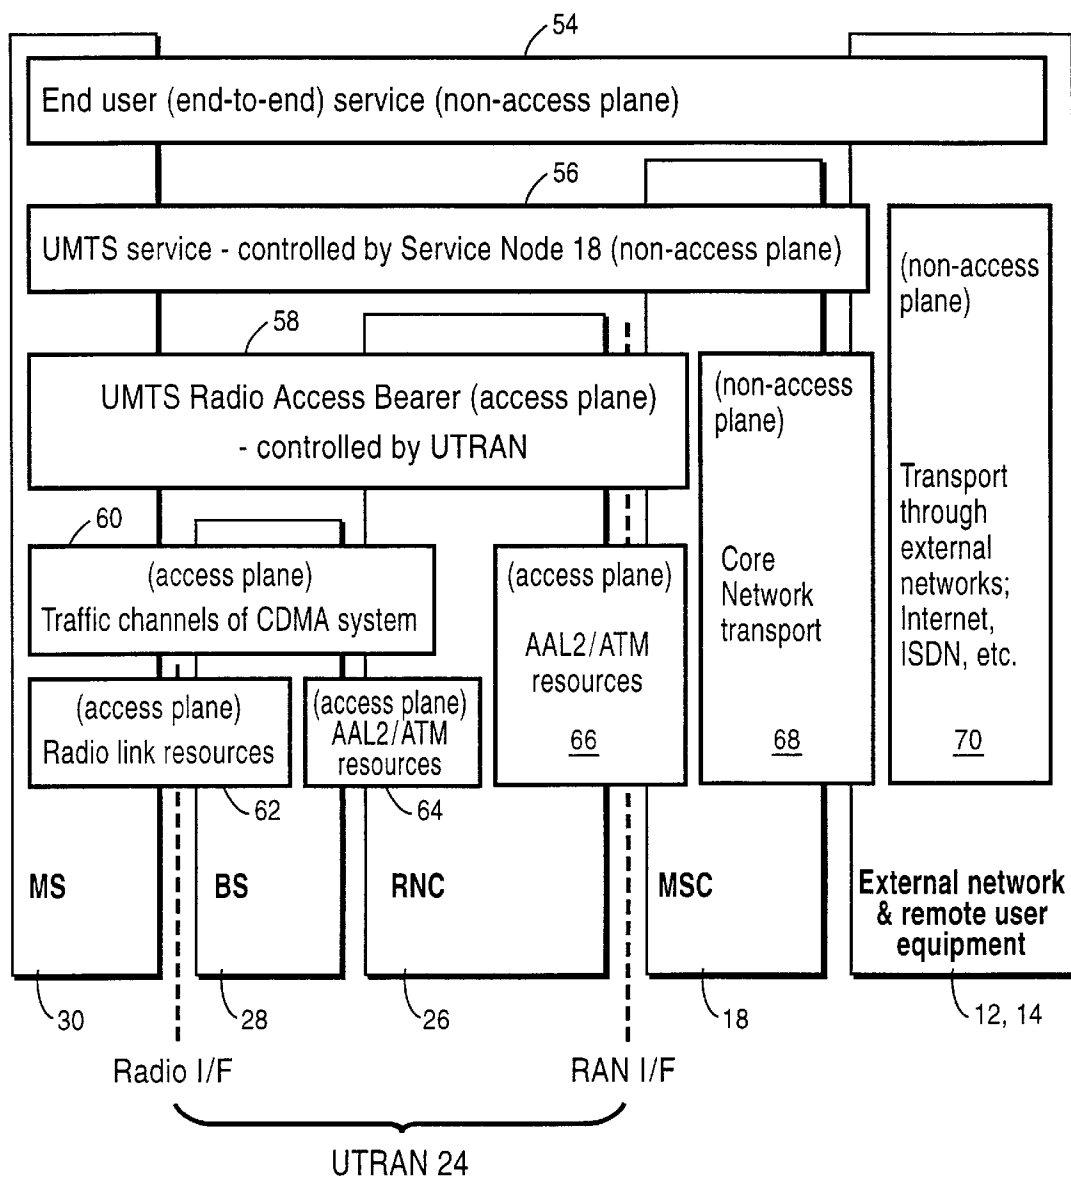 54
End user (end-to-end) service (non-access plane)
56
UMTS service - controlled by Service Node 18 (non-access plane)
(non-access
plane)
58
UMTS Radio Access Bearer (access plane)
- controlled by UTRAN
(non-access
plane)
Transport
through
external
networks;
Internet,
ISDN, etc.
60
(access plane)
Traffic channels of CDMA system
(access plane)
AAL2/ATM
resources
66
Core
Network
transport
68
70
(access plane)
Radio link resources
(access plane)
AAL2/ATM
resources
62
64
MS
BS
RNC
MSC
External network
& remote user
equipment
30
28
26
18
12, 14
Radio I/F
RAN I/F
UTRAN 24